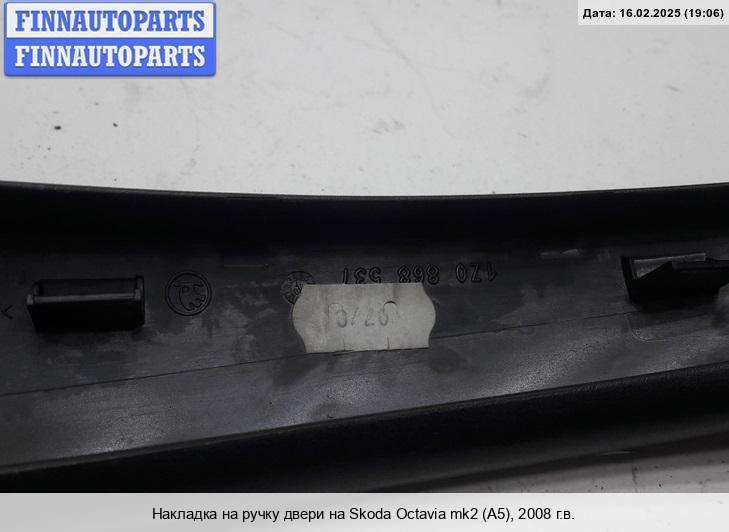 FINNAUTOPARTS
FINNAUTOPARTS
Дата: 16.02.2025 (19:06)
1Z0 868 537
Накладка на ручку двери на Skoda Octavia mk2 (A5), 2008 г.в.